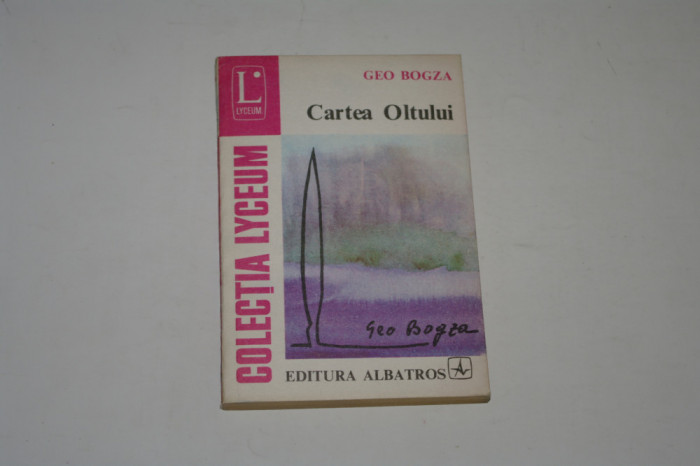 L
LYCEUM
GEO BOGZA
Cartea Oltului
COLECȚIA LYCEUM
Geo Bogza
EDITURA ALBATROS